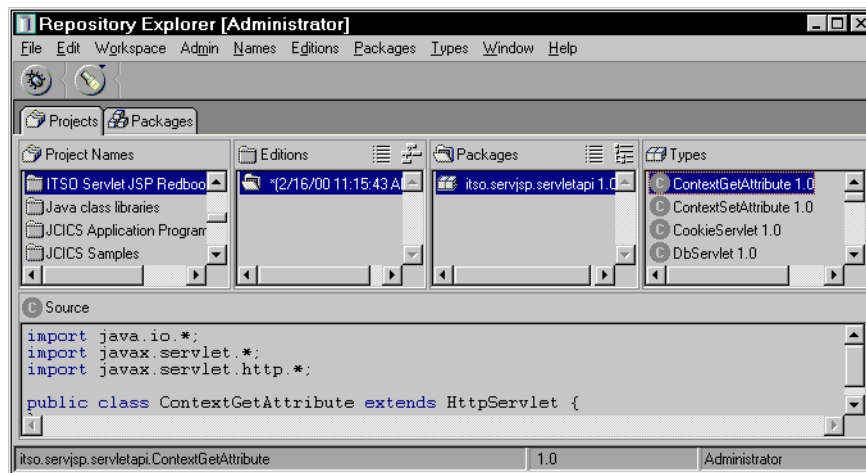 Repository Explorer [Administrator]
File Edit Workspace Admin Names Editions Packages Types Window Help
Projects Packages
Project Names
Editions
Packages
Types
ITSO Servlet JSP Redboo
Java class libraries
JCICS Application Program
JCICS Samples
*(2/16/00 11:15:43 A
itso.servjsp.servletapi 1.0
ContextGetAttribute 1.0
ContextSetAttribute 1.0
CookieServlet 1.0
DbServlet 1.0
Source
import java.io.*;
import javax.servlet.*;
import javax.servlet.http.*;
public class ContextGetAttribute extends HttpServlet {
}
itso.servjsp.servletapi.ContextGetAttribute 1.0 Administrator